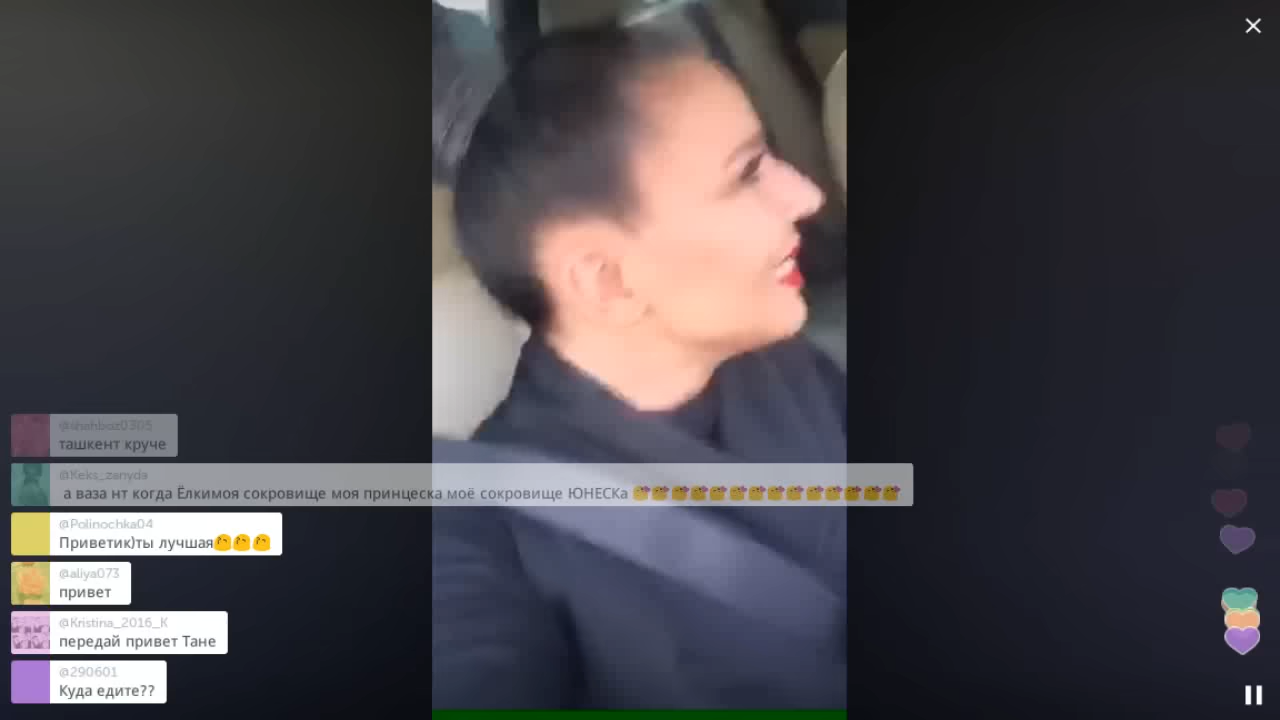 @shahboz0305
ташкент круче
@Keks_zanyda
а ваза нт когда Ёлкимоя сокровище моя принцеска моё сокровище ЮНЕСКа
@Polinochka04
Приветик)ты лучшая
@aliya073
привет
@Kristina_2016_K
передай привет Тане
@290601
Куда едите??